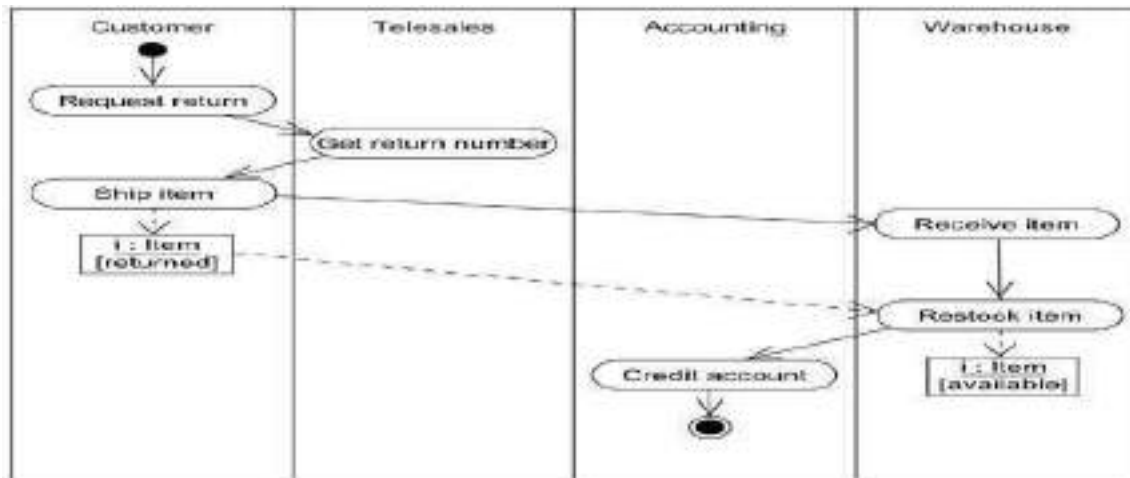 Customer
Telesales
Accounting
Warehouse
Request return
Get return number
Ship item
Receive item
i : Item
[returned]
Restock item
Credit account
i : Item
[available]